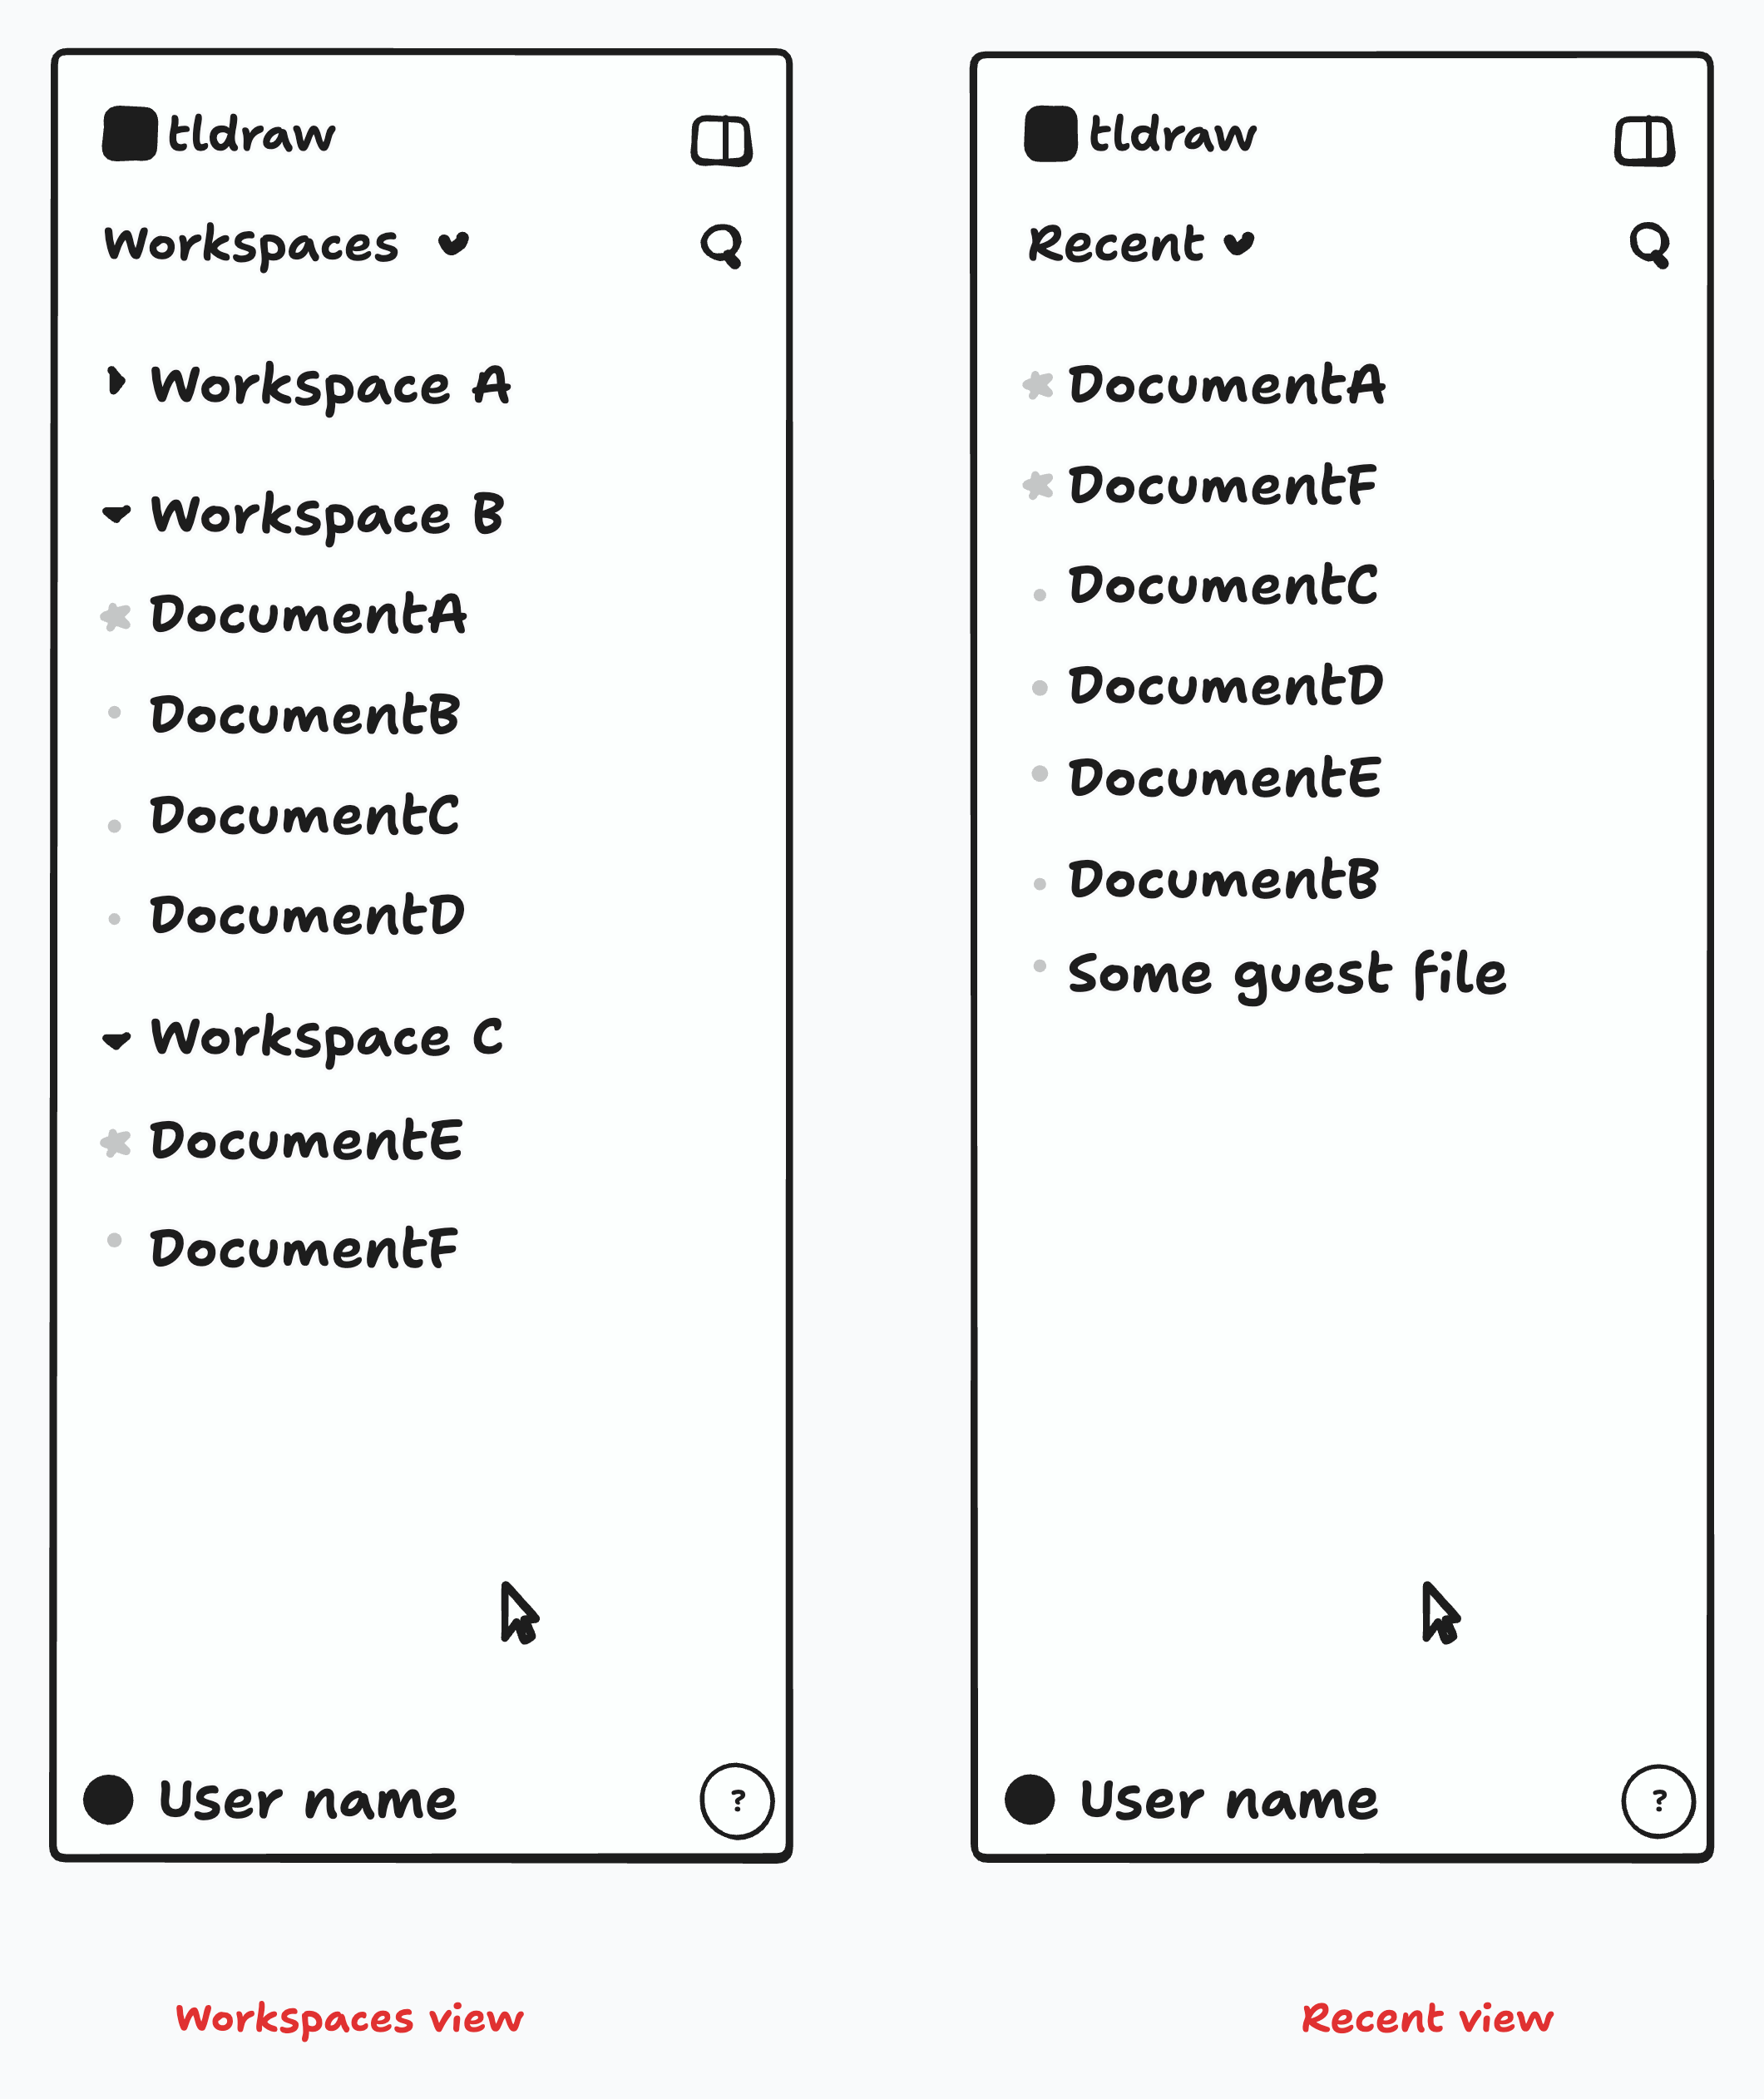 tldraw
Workspaces
Workspace A
Workspace B
DocumentA
DocumentB
DocumentC
DocumentD
Workspace C
DocumentE
DocumentF
User name
?
Workspaces view
tldraw
Recent
DocumentA
DocumentF
DocumentC
DocumentD
DocumentE
DocumentB
Some guest file
User name
?
Recent view